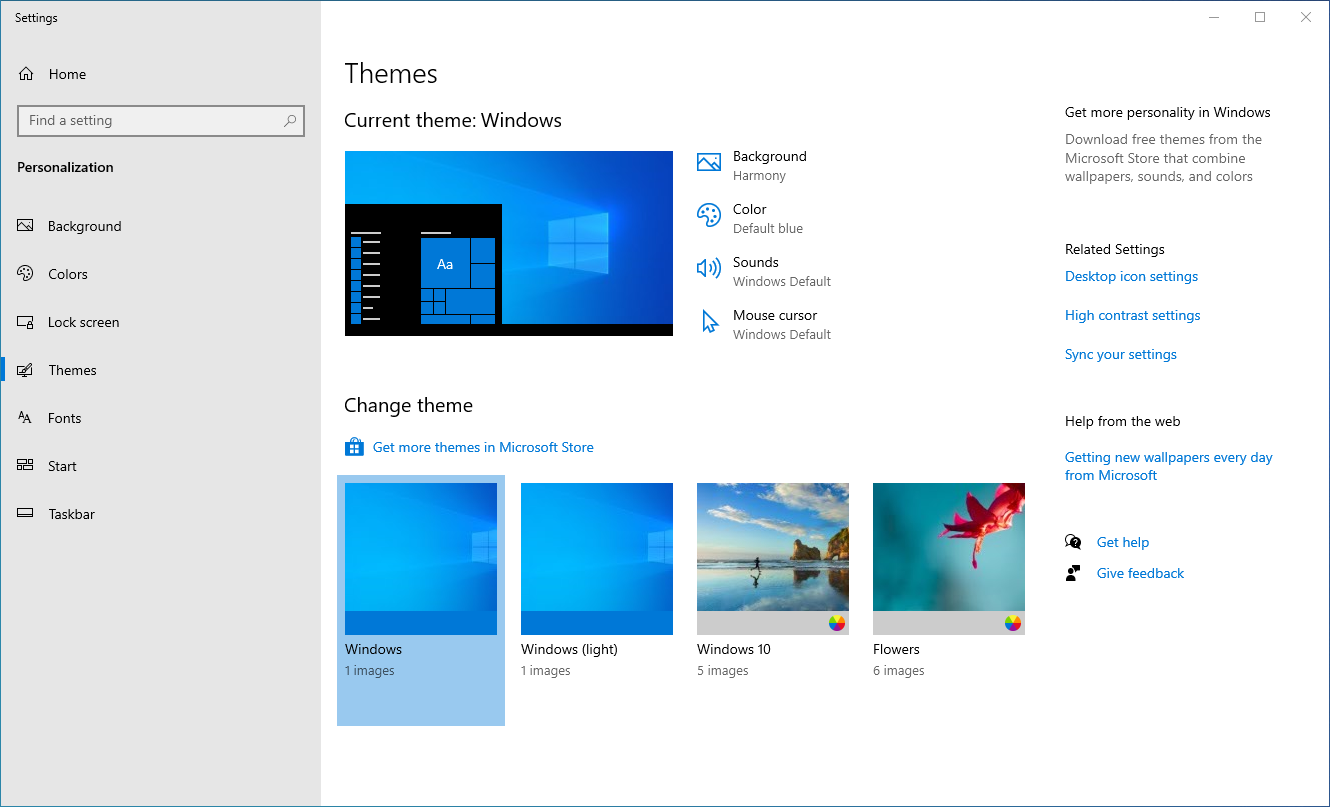 Settings
Home
Find a setting
Personalization
Background
Colors
Lock screen
Themes
Fonts
Start
Taskbar
Themes
Current theme: Windows
Aa
Background
Harmony
Color
Default blue
Sounds
Windows Default
Mouse cursor
Windows Default
Change theme
Get more themes in Microsoft Store
Windows
1 images
Windows (light)
1 images
Windows 10
5 images
Flowers
6 images
Get more personality in Windows
Download free themes from the
Microsoft Store that combine
wallpapers, sounds, and colors
Related Settings
Desktop icon settings
High contrast settings
Sync your settings
Help from the web
Getting new wallpapers every day
from Microsoft
Get help
Give feedback